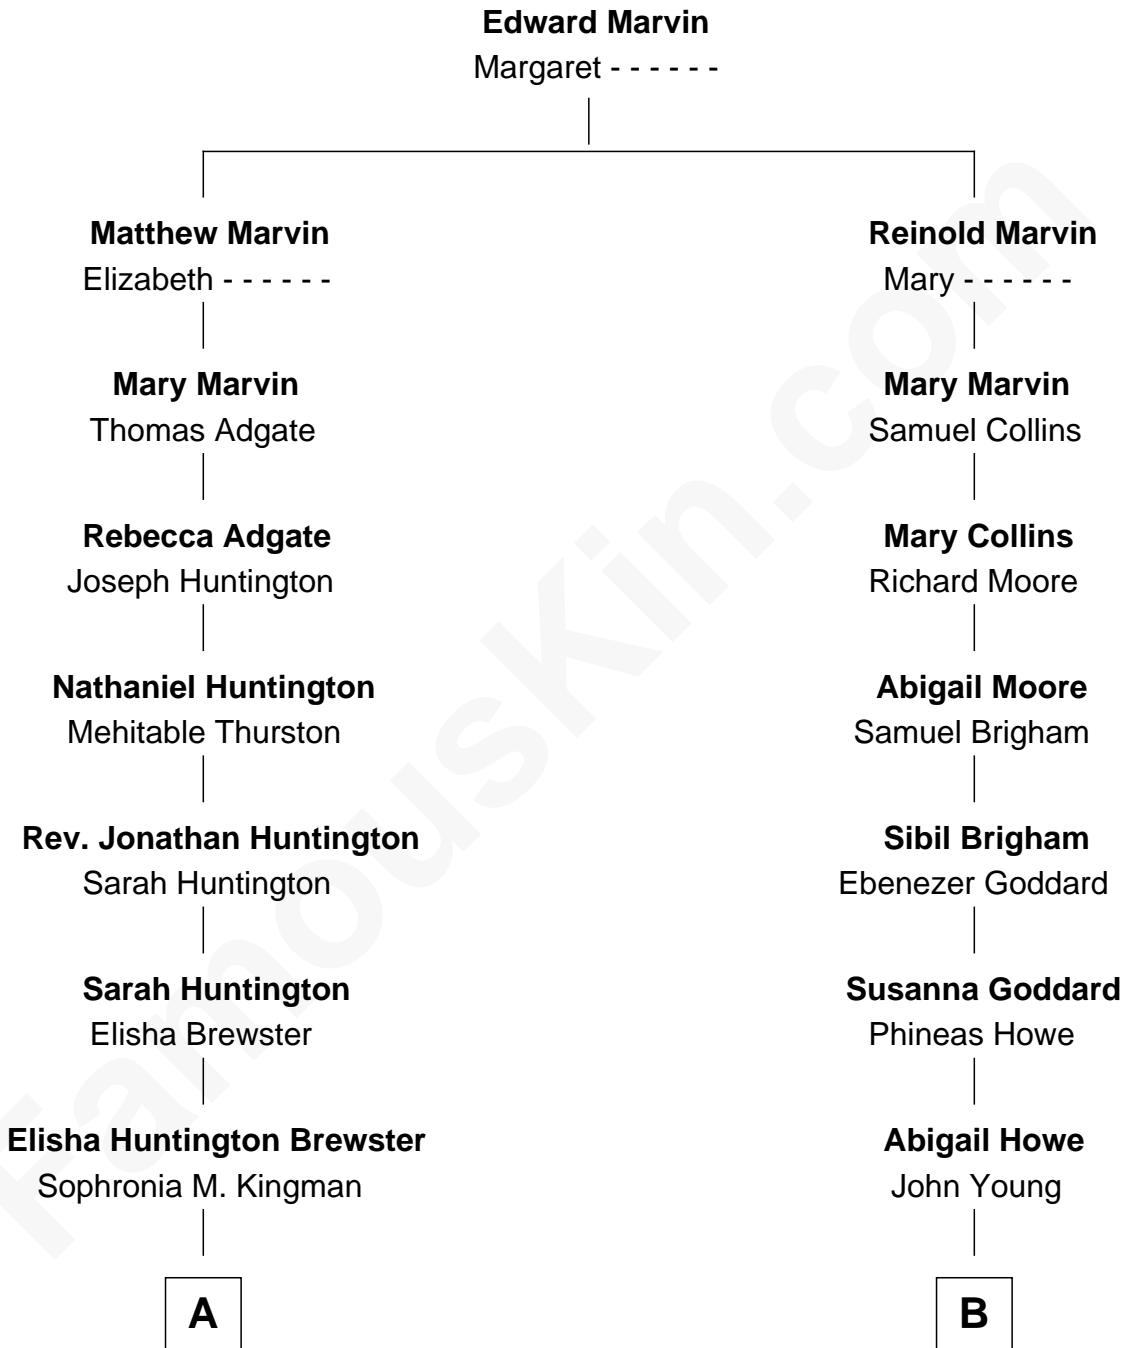 Edward Marvin
Margaret - - - - - -
Matthew Marvin
Elizabeth - - - - - -
Reinold Marvin
Mary - - - - - -
Mary Marvin
Thomas Adgate
Mary Marvin
Samuel Collins
Rebecca Adgate
Joseph Huntington
Mary Collins
Richard Moore
Nathaniel Huntington
Mehitable Thurston
Abigail Moore
Samuel Brigham
Rev. Jonathan Huntington
Sarah Huntington
Sibil Brigham
Ebenezer Goddard
Sarah Huntington
Elisha Brewster
Susanna Goddard
Phineas Howe
Elisha Huntington Brewster
Sophronia M. Kingman
Abigail Howe
John Young
A
B
FamousKin.com